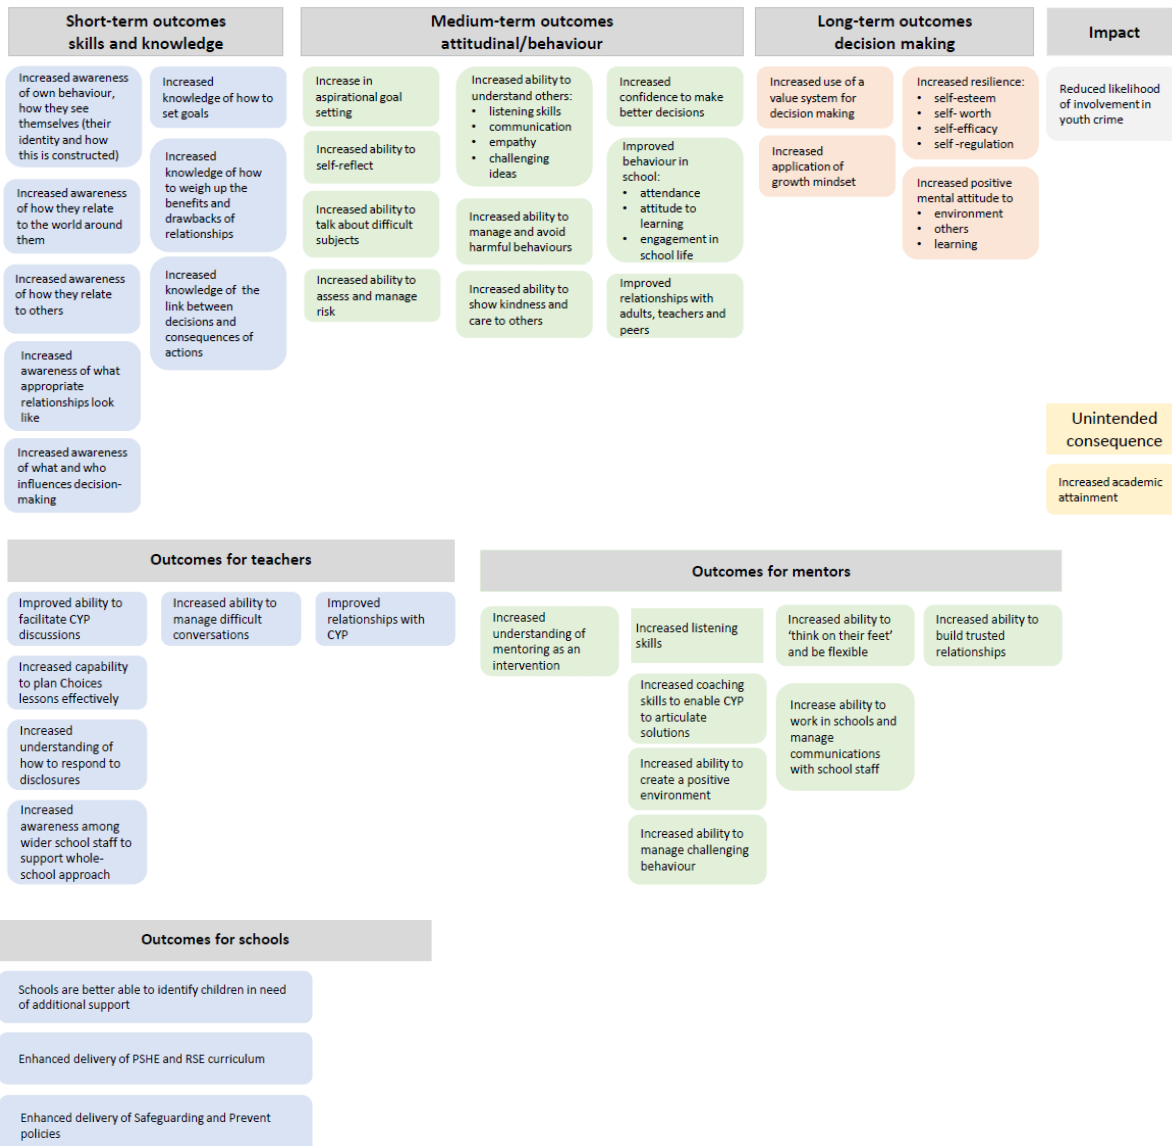 Short-term outcomes
skills and knowledge
Increased awareness
of own behaviour,
how they see
themselves (their
identity and how
this is constructed)
Increased awareness
of how they relate
to the world around
them
Increased awareness
of how they relate
to others
Increased
awareness of what
appropriate
relationships look
like
Increased awareness
of what and who
influences decision-
making
Increased
knowledge of how to
set goals
Increased
knowledge of how
to weigh up the
benefits and
drawbacks of
relationships
Increased
knowledge of the
link between
decisions and
consequences of
actions
Medium-term outcomes
attitudinal/behaviour
Increase in
aspirational goal
setting
Increased ability to
self-reflect
Increased ability to
talk about difficult
subjects
Increased ability to
assess and manage
risk
Increased ability to
understand others:
• listening skills
• communication
• empathy
• challenging
ideas
Increased ability to
manage and avoid
harmful behaviours
Increased ability to
show kindness and
care to others
Increased
confidence to make
better decisions
Improved
behaviour in
school:
• attendance
• attitude to
learning
• engagement in
school life
Improved
relationships with
adults, teachers and
peers
Long-term outcomes
decision making
Increased use of a
value system for
decision making
Increased
application of
growth mindset
Increased resilience:
• self-esteem
• self- worth
• self-efficacy
• self -regulation
Increased positive
mental attitude to
• environment
• others
• learning
Impact
Reduced likelihood
of involvement in
youth crime
Unintended
consequence
Increased academic
attainment
Outcomes for teachers
Improved ability to
facilitate CYP
discussions
Increased capability
to plan Choices
lessons effectively
Increased
understanding of
how to respond to
disclosures
Increased
awareness among
wider school staff to
support whole-
school approach
Increased ability to
manage difficult
conversations
Improved
relationships with
CYP
Outcomes for mentors
Increased
understanding of
mentoring as an
intervention
Increased listening
skills
Increased coaching
skills to enable CYP
to articulate
solutions
Increased ability to
create a positive
environment
Increased ability to
manage challenging
behaviour
Increased ability to
‘think on their feet’
and be flexible
Increase ability to
work in schools and
manage
communications
with school staff
Increased ability to
build trusted
relationships
Outcomes for schools
Schools are better able to identify children in need
of additional support
Enhanced delivery of PSHE and RSE curriculum
Enhanced delivery of Safeguarding and Prevent
policies